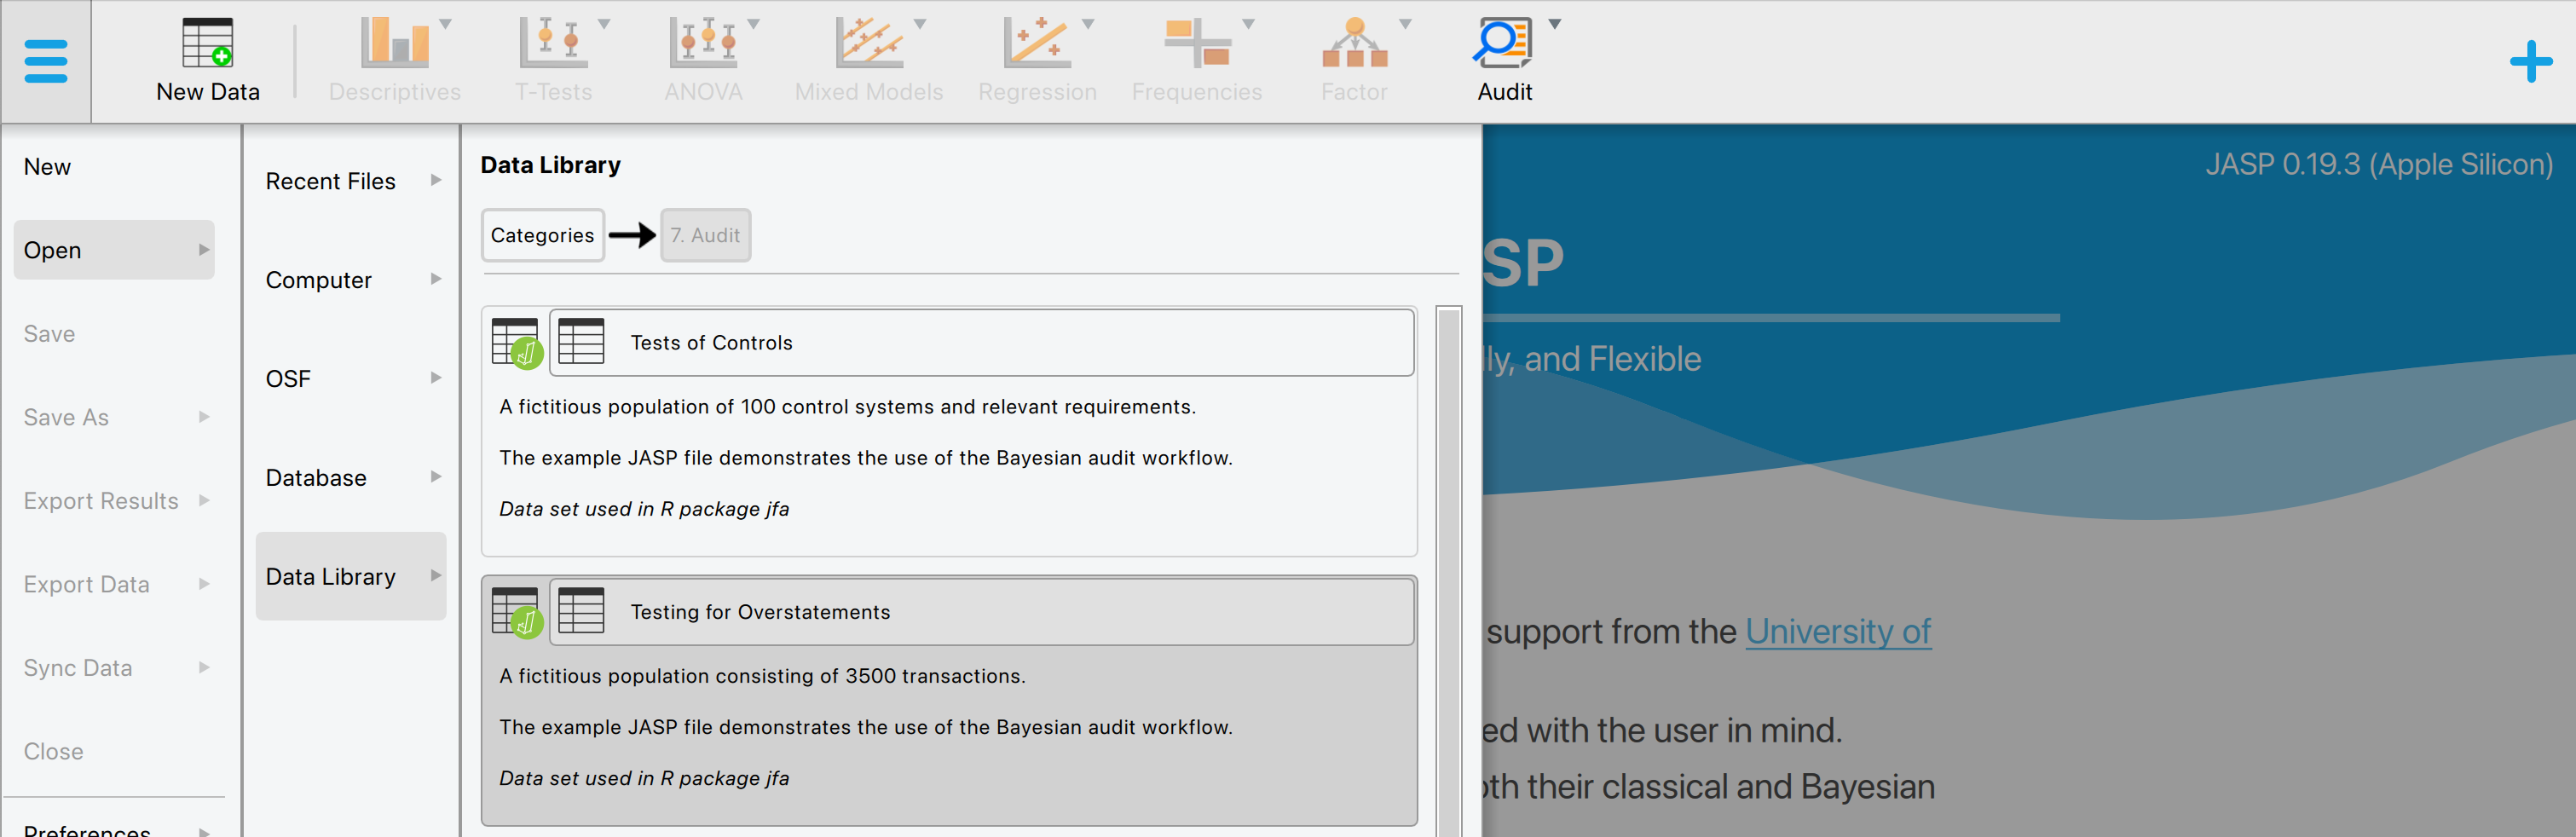 New Data
Descriptives
T-Tests
ANOVA
Mixed Models
Regression
Frequencies
Factor
Audit
New
Open
Save
Save As
Export Results
Export Data
Sync Data
Close
Preferences
Recent Files
Computer
OSF
Database
Data Library
Data Library
Categories
7. Audit
Tests of Controls
A fictitious population of 100 control systems and relevant requirements.
The example JASP file demonstrates the use of the Bayesian audit workflow.
Data set used in R package jfa
Testing for Overstatements
A fictitious population consisting of 3500 transactions.
The example JASP file demonstrates the use of the Bayesian audit workflow.
Data set used in R package jfa
JASP 0.19.3 (Apple Silicon)
SP
lly, and Flexible
support from the University of
ed with the user in mind.
th their classical and Bayesian